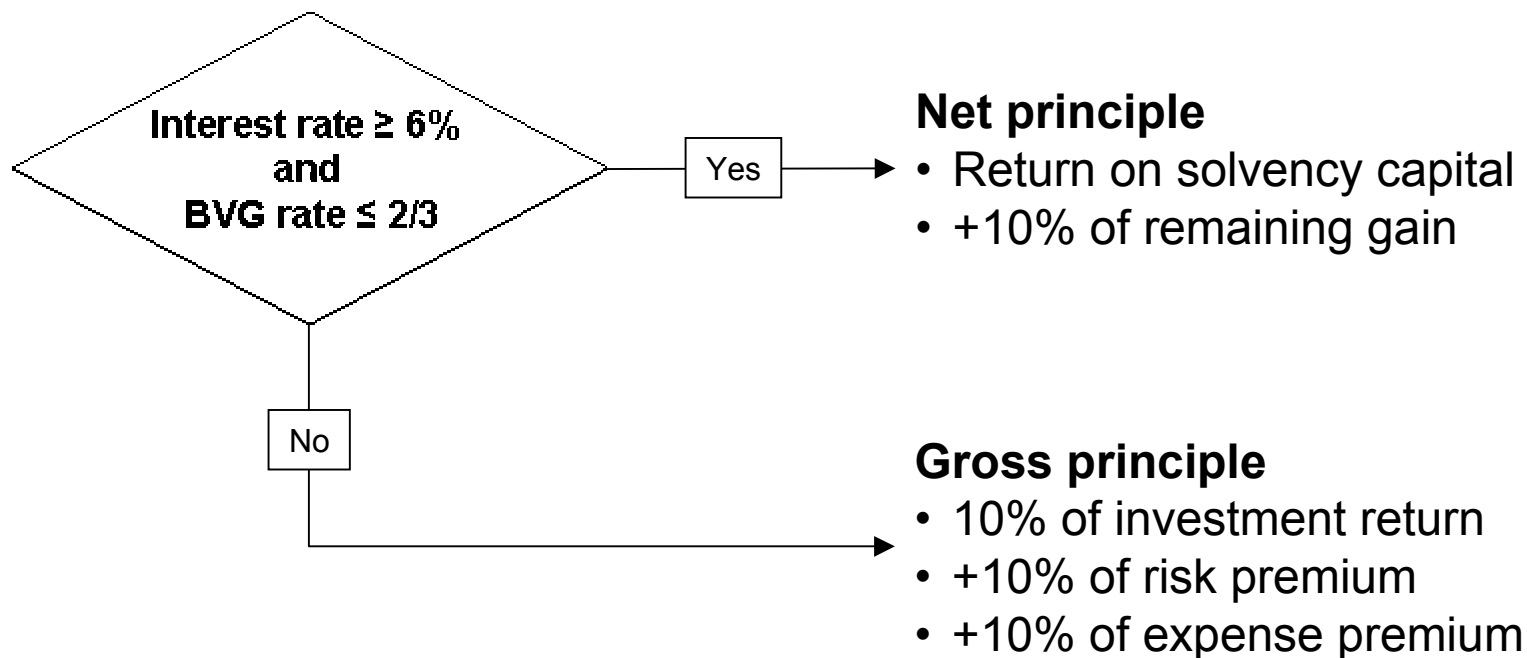 Interest rate ≥ 6%
and
BVG rate ≤ 2/3
Yes
Net principle
• Return on solvency capital
• +10% of remaining gain
No
Gross principle
• 10% of investment return
• +10% of risk premium
• +10% of expense premium